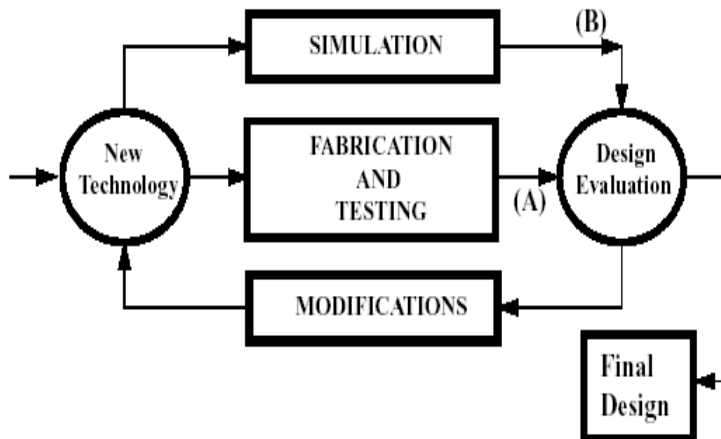 (B)
SIMULATION
New
Technology
FABRICATION
AND
TESTING
(A)
Design
Evaluation
MODIFICATIONS
Final
Design